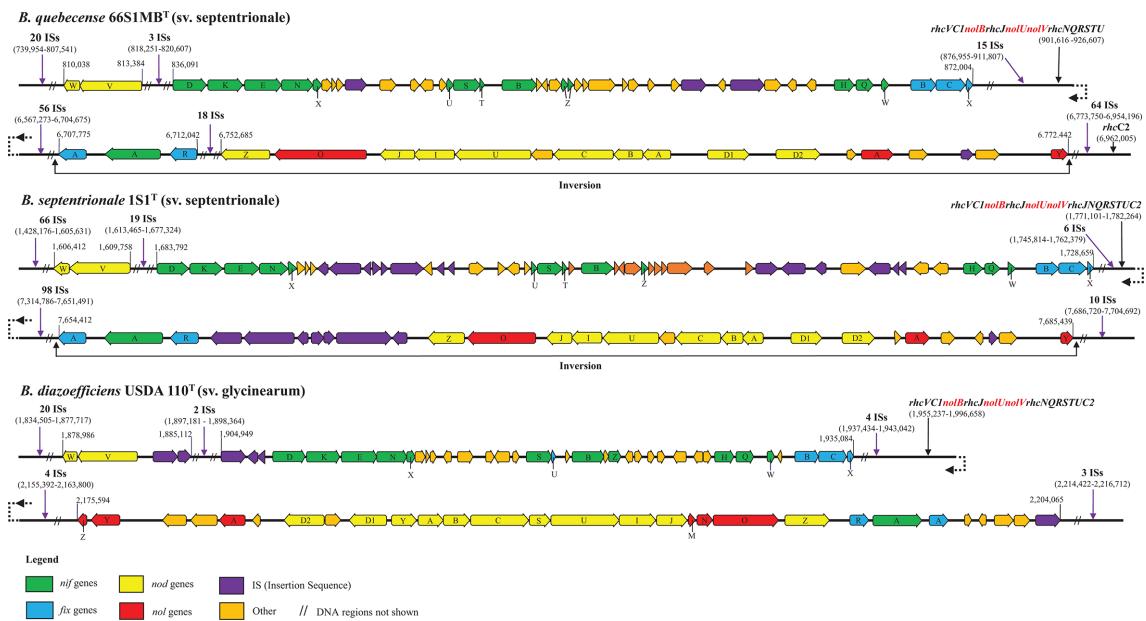 B. quebecense 66S1MBT (sv. septentrionale)
rhcVC1nolBrhcJnolUnolVrhcNQRSTU
(901,616 -926,607)
20 ISs
(739,954-807,541)
3 ISs
(818,251-820,607)
15 ISs
(876,955-911,807)
810,038 813,384 836,091 872,004
W V D K E N X U S T B Z H Q W B C X
56 ISs
(6,567,273-6,704,675)
18 ISs
64 ISs
(6,773,750-6,954,196)
rhcC2
(6,962,005)
6,707,775 6,712,042 6,752,685 6,772,442
A A R Z O J I U C B A D1 D2 A Y
Inversion
B. septentrionale 1S1T (sv. septentrionale)
rhcVC1nolBrhcJnolUnolVrhcJNQRSTUC2
(1,771,101-1,782,264)
66 ISs
(1,428,176-1,605,631)
19 ISs
(1,613,465-1,677,324)
6 ISs
(1,745,814-1,762,379)
1,606,412 1,609,758 1,683,792 1,728,659
W V D K E N X U S T B Z H Q W B C X
98 ISs
(7,314,786-7,651,491)
10 ISs
(7,686,720-7,704,692)
7,654,412 7,685,439
A A R Z O J I U C B A D1 D2 A Y
Inversion
B. diazoefficiens USDA 110T (sv. glycinearum)
rhcVC1nolBrhcJnolUnolVrhcNQRSTUC2
(1,955,237-1,996,658)
20 ISs
(1,834,505-1,877,717)
2 ISs
(1,897,181 - 1,898,364)
4 ISs
(1,937,434-1,943,042)
1,878,986 1,885,112 1,904,949 1,935,084
W V D K E N X S U B Z H Q W B C X
4 ISs
(2,155,392-2,163,800)
3 ISs
(2,214,422-2,216,712)
2,175,594 2,204,065
Z Y A D2 D1 Y A B C S U I J M N O Z R A A
Legend
nif genes nod genes IS (Insertion Sequence)
fix genes nol genes Other // DNA regions not shown